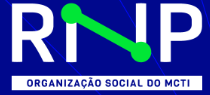 RNP
ORGANIZAÇÃO SOCIAL DO MCTI